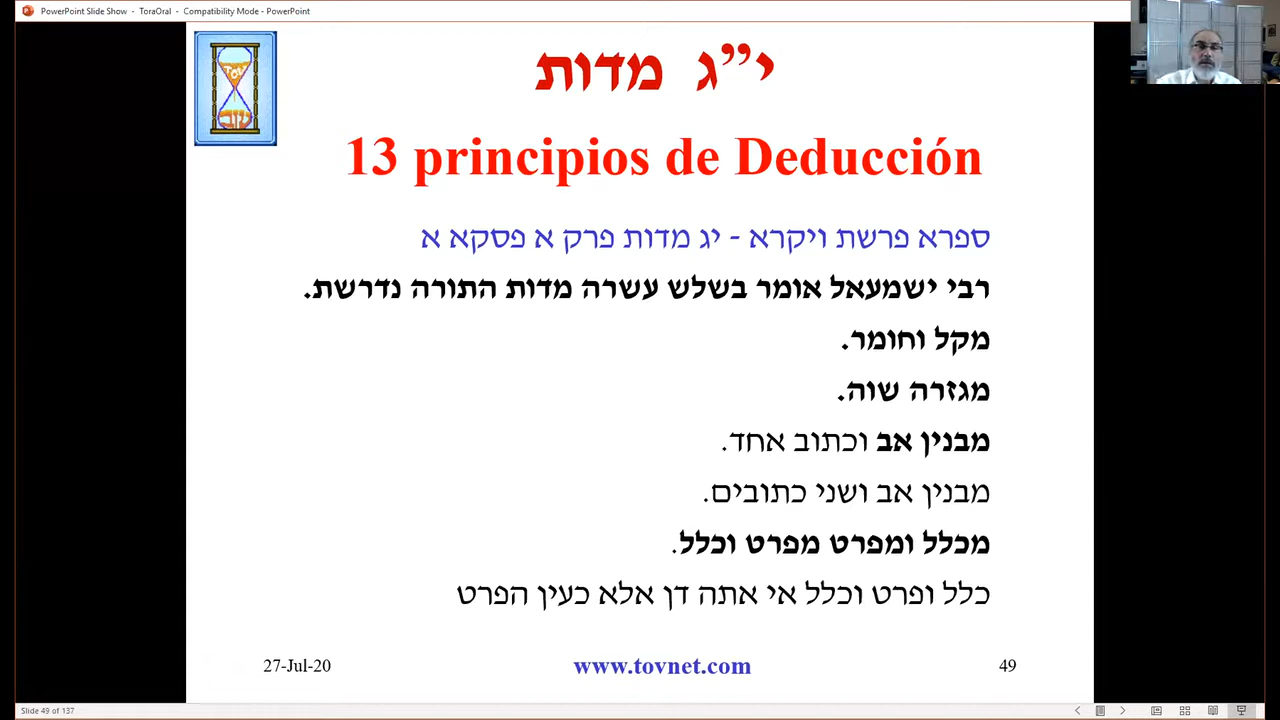 PowerPoint Slide Show - ToraOral - Compatibility Mode - PowerPoint
י״ג מדות
13 principios de Deducción
ספרא פרשת ויקרא - יג מדות פרק א פסקא א
רבי ישמעאל אומר בשלש עשרה מדות התורה נדרשת.
מקל וחומר.
מגזרה שוה.
מבנין אב וכתוב אחד.
מבנין אב ושני כתובים.
מכלל ומפרט מפרט וכלל.
כלל ופרט וכלל אי אתה דן אלא כעין הפרט
27-Jul-20 www.tovnet.com 49
Slide 49 of 137